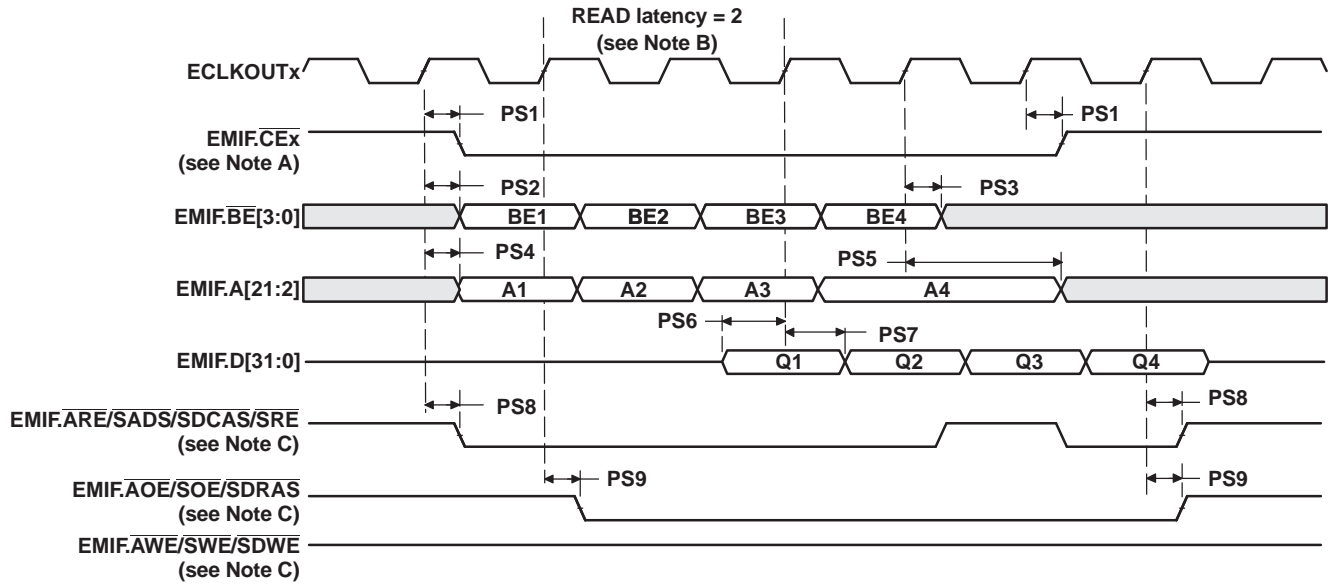 READ latency = 2
(see Note B)
ECLKOUTx
PS1
PS1
EMIF.CEx
(see Note A)
PS2
PS3
EMIF.BE[3:0]
BE1
BE2
BE3
BE4
PS4
PS5
EMIF.A[21:2]
A1
A2
A3
A4
PS6
PS7
EMIF.D[31:0]
Q1
Q2
Q3
Q4
PS8
PS8
EMIF.ARE/SADS/SDCAS/SRE
(see Note C)
PS9
PS9
EMIF.AOE/SOE/SDRAS
(see Note C)
EMIF.AWE/SWE/SDWE
(see Note C)